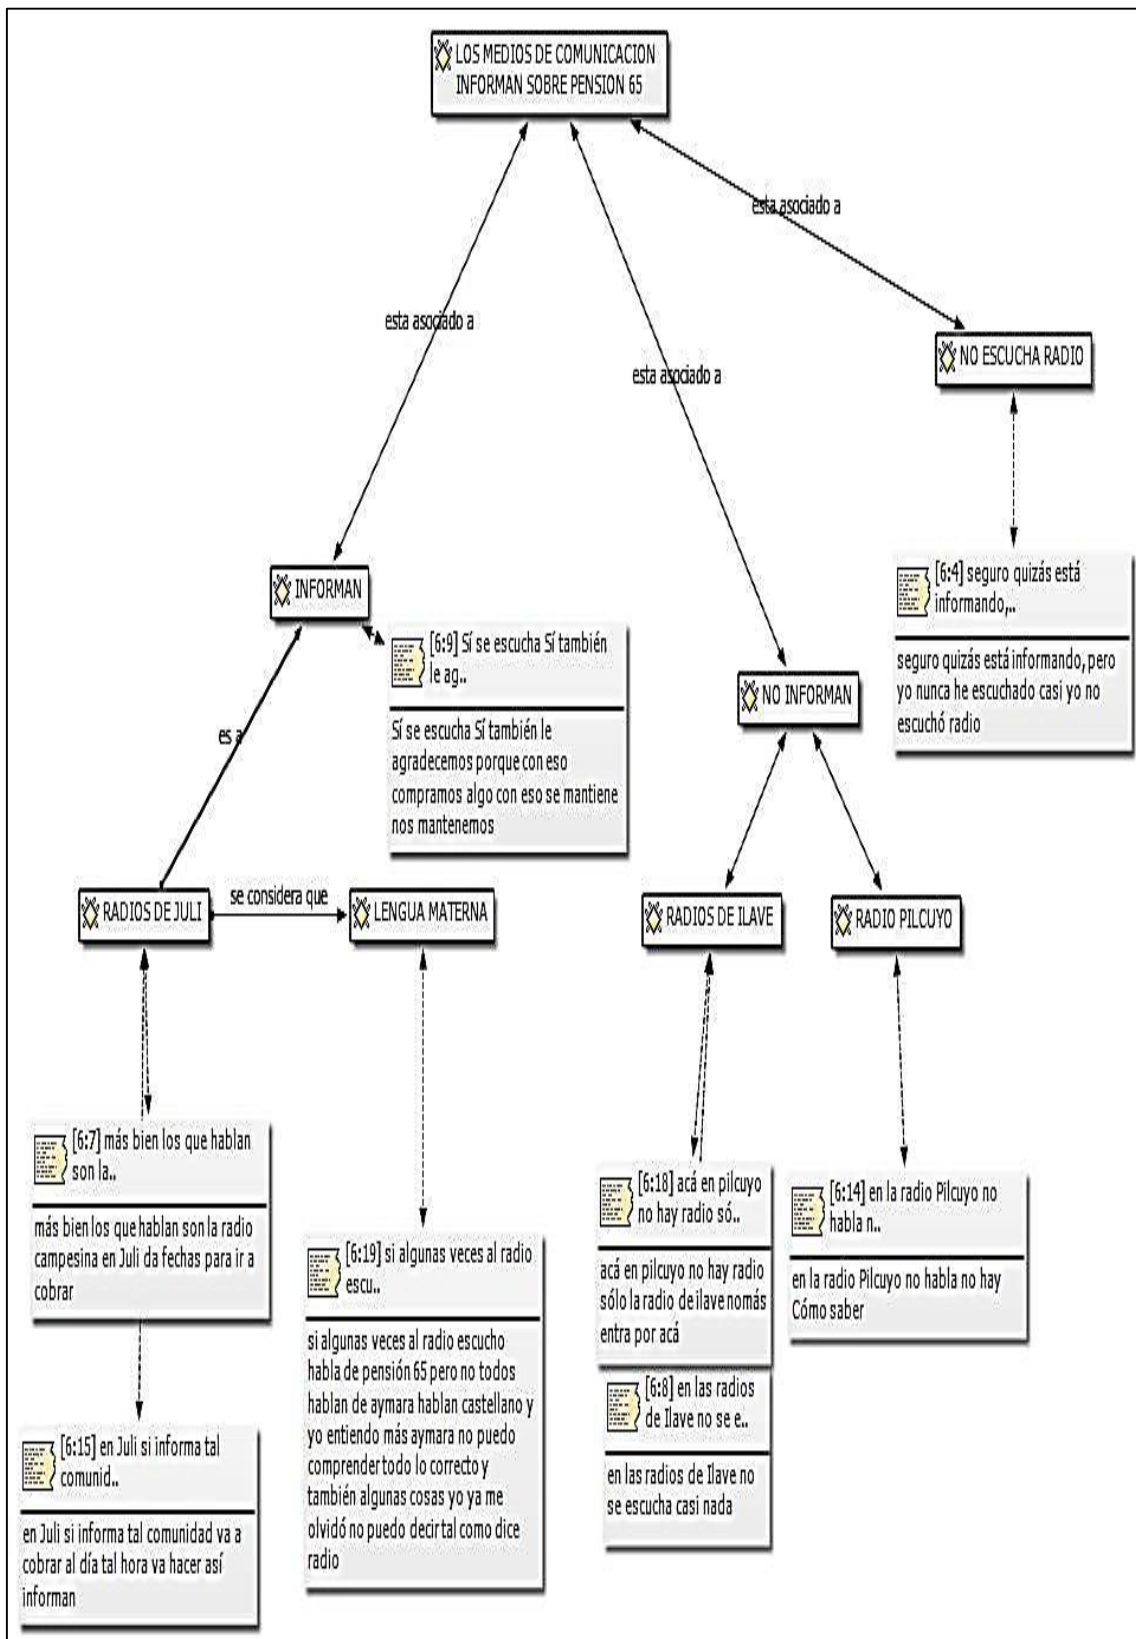 LOS MEDIOS DE COMUNICACION
INFORMAN SOBRE PENSION 65
esta asociado a
esta asociado a
esta asociado a
NO ESCUCHA RADIO
[6:4] seguro quizás está
informando,..
seguro quizás está informando, pero
yo nunca he escuchado casi yo no
escuchó radio
INFORMAN
[6:9] Sí se escucha Sí también
le ag..
Sí se escucha Sí también le
agradecemos porque con eso
compramos algo con eso se mantiene
nos mantenemos
NO INFORMAN
es a
RADIOS DE JULI
se considera que
LENGUA MATERNA
RADIOS DE ILAVE
RADIO PILCUYO
[6:7] más bien los que hablan
son la..
más bien los que hablan son la radio
campesina en Juli da fechas para ir a
cobrar
[6:15] en Juli si informa tal
comunid..
en Juli si informa tal comunidad va a
cobrar al día tal hora va hacer así
informan
[6:19] si algunas veces al radio
escu..
si algunas veces al radio escucho
habla de pensión 65 pero no todos
hablan de aymara hablan castellano y
yo entiendo más aymara no puedo
comprender todo lo correcto y
también algunas cosas yo ya me
olvidó no puedo decir tal como dice
radio
[6:18] acá en pilcuyo
no hay radio só..
acá en pilcuyo no hay radio
sólo la radio de ilave nomás
entra por acá
[6:8] en las radios
de Ilave no se e..
en las radios de Ilave no
se escucha casi nada
[6:14] en la radio Pilcuyo no
habla n..
en la radio Pilcuyo no habla no hay
Cómo saber